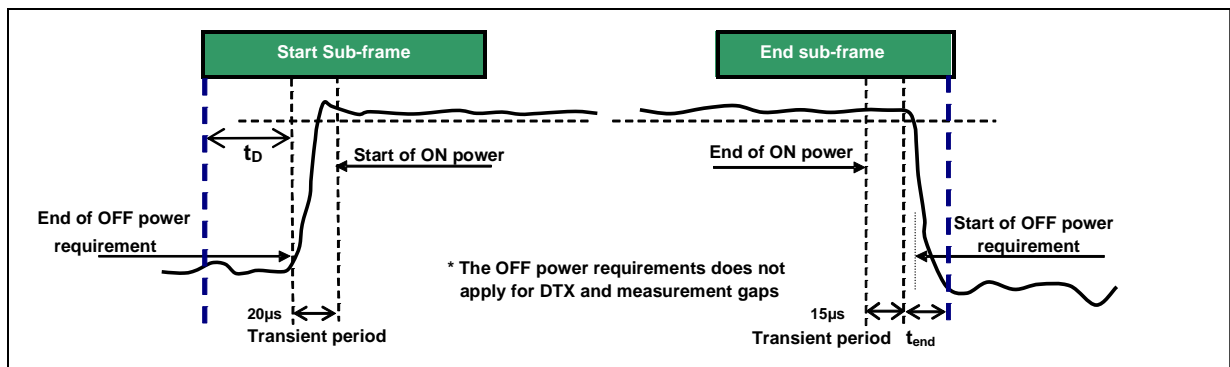 Start Sub-frame
End sub-frame
tD
Start of ON power
End of ON power
End of OFF power
requirement
Start of OFF power
requirement
* The OFF power requirements does not
apply for DTX and measurement gaps
20µs
Transient period
15µs
Transient period
tend